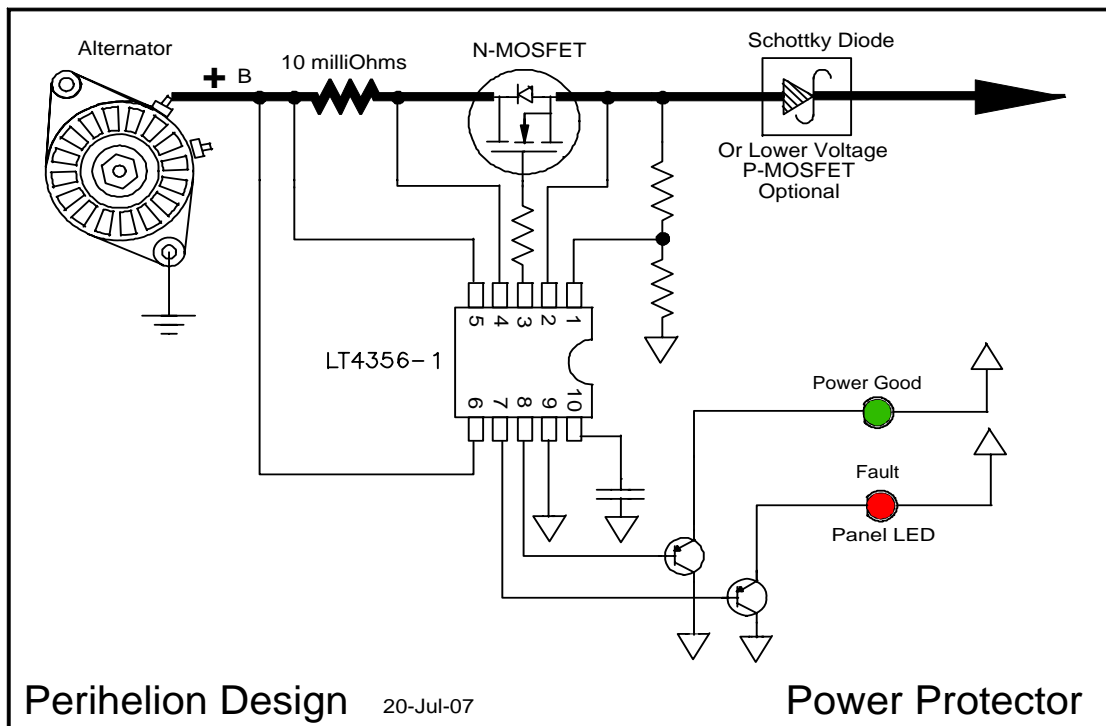 Alternator
+ B
10 milliOhms
N-MOSFET
Schottky Diode
Or Lower Voltage
P-MOSFET
Optional
5 4 3 2 1
LT4356-1
6 7 8 9 10
Power Good
Fault
Panel LED
Perihelion Design 20-Jul-07 Power Protector